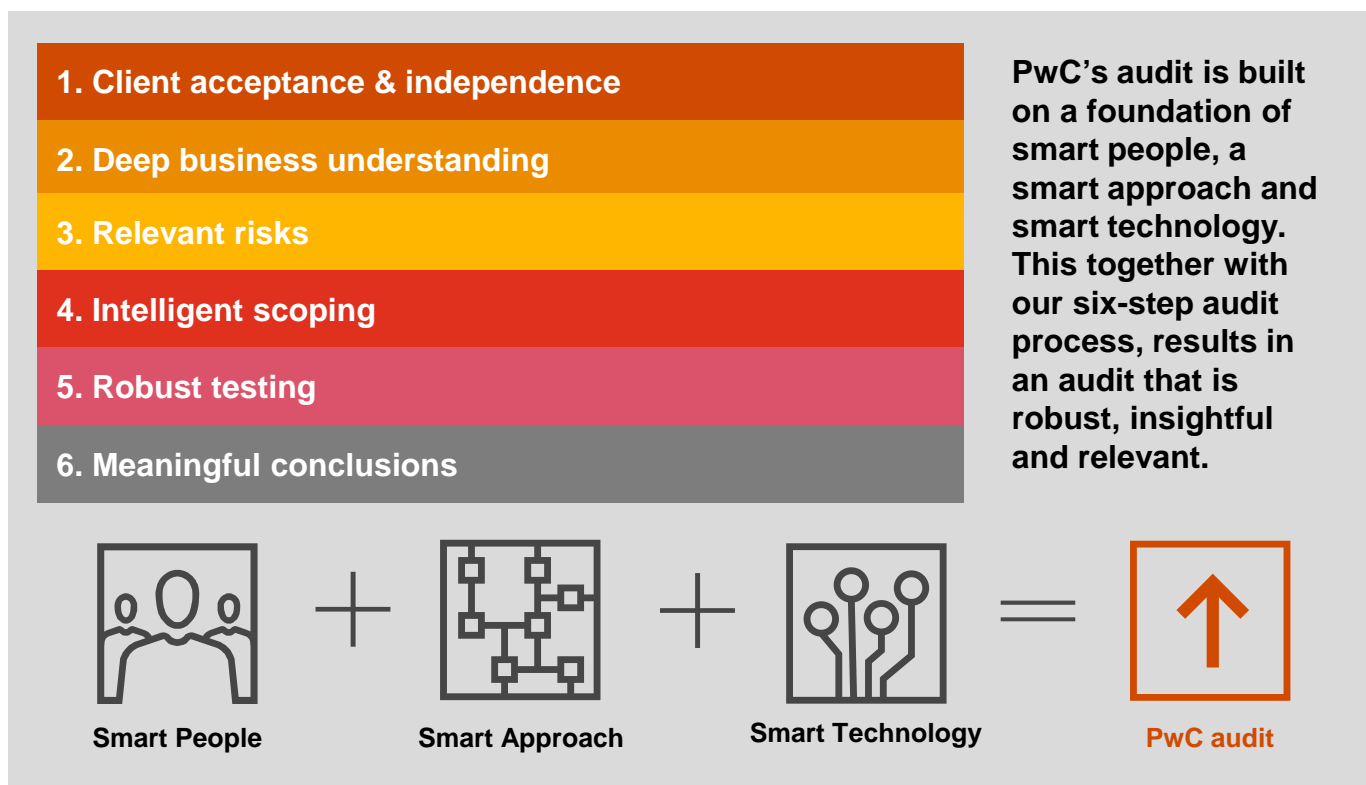 1. Client acceptance & independence
2. Deep business understanding
3. Relevant risks
4. Intelligent scoping
5. Robust testing
6. Meaningful conclusions
PwC’s audit is built
on a foundation of
smart people, a
smart approach and
smart technology.
This together with
our six-step audit
process, results in
an audit that is
robust, insightful
and relevant.
Smart People
Smart Approach
Smart Technology
PwC audit